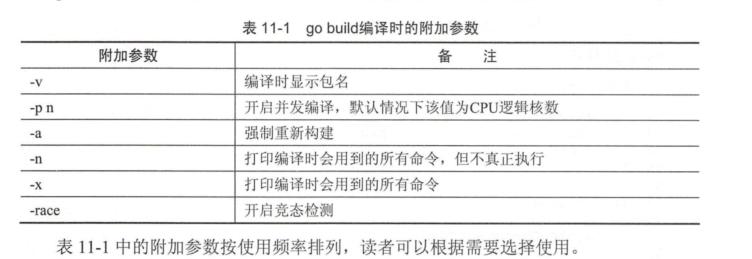 表 11-1 go build编译时的附加参数
附加参数 备 注
-v 编译时显示包名
-p n 开启并发编译，默认情况下该值为CPU逻辑核数
-a 强制重新构建
-n 打印编译时会用到的所有命令，但不真正执行
-x 打印编译时会用到的所有命令
-race 开启竞态检测
表 11-1 中的附加参数按使用频率排列，读者可以根据需要选择使用。